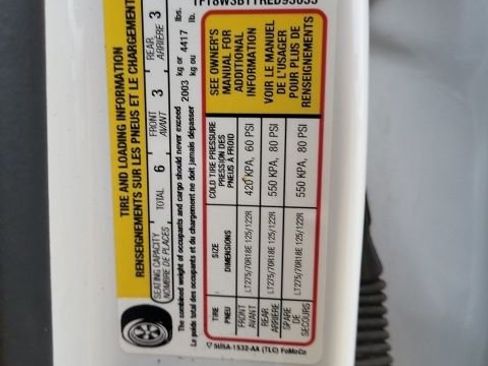 TIRE AND LOADING INFORMATION
RENSEIGNEMENTS SUR LES PNEUS ET LE CHARGEMENT
SEATING CAPACITY TOTAL 6 FRONT 3 REAR 3
NOMBRE DE PLACES AVANT ARRIÈRE
The combined weight of occupants and cargo should never exceed 2003 kg or 4417 lbs.
Le poids total des occupants et du chargement ne doit jamais dépasser 2003 kg ou 4417 lb.
TIRE SIZE COLD TIRE PRESSURE
PNEU DIMENSIONS PRESSION DES
PNEUS À FROID
FRONT LT275/70R18E 125/122R 420 KPA, 60 PSI
AVANT
REAR LT275/70R18E 125/122R 550 KPA, 80 PSI
ARRIÈRE
SPARE LT275/70R18E 125/122R 550 KPA, 80 PSI
DE
SECOURS
SEE OWNER'S
MANUAL FOR
ADDITIONAL
INFORMATION
VOIR LE MANUEL
DE L'USAGER
POUR PLUS DE
RENSEIGNEMENTS
(TLC) FoMoCo